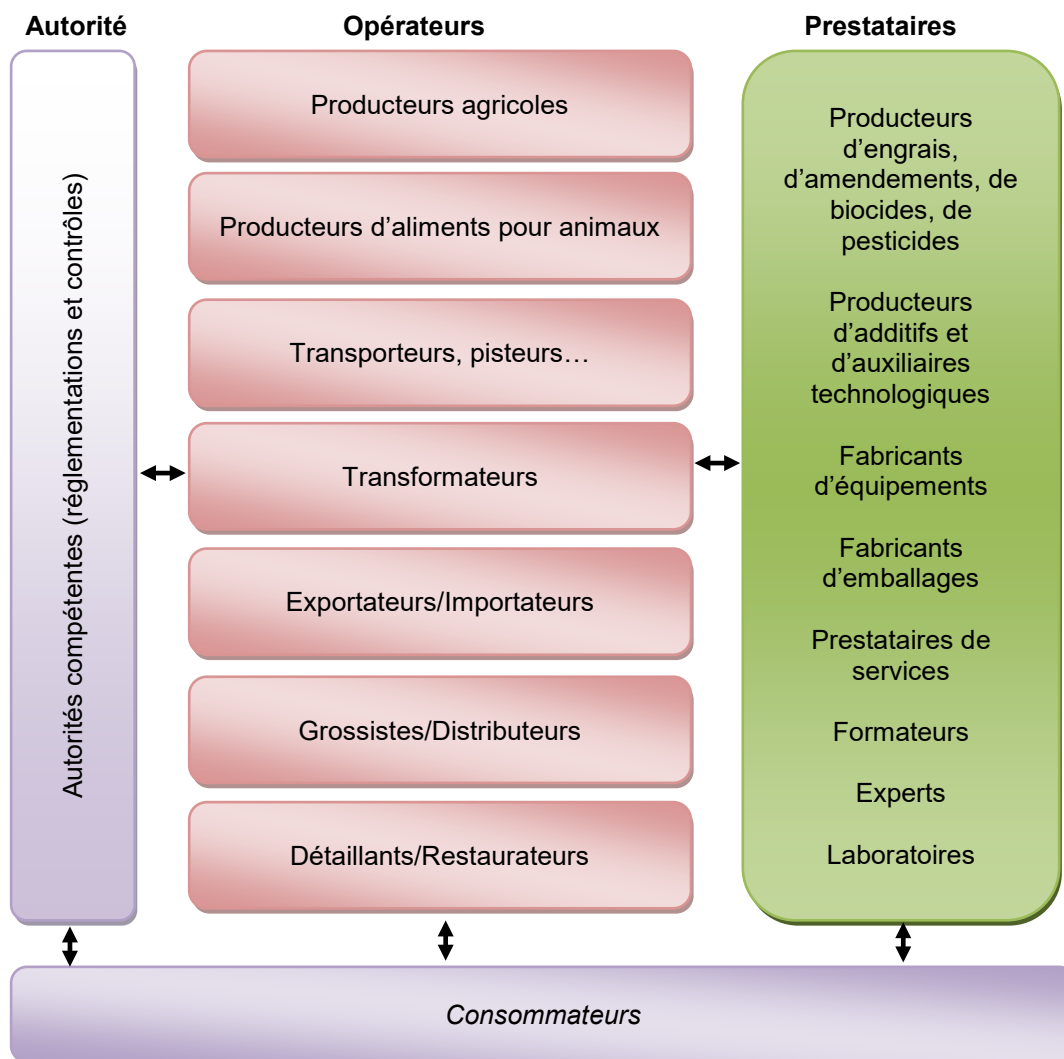 Autorité
Opérateurs
Prestataires
Autorités compétentes (réglementations et contrôles)
Producteurs agricoles
Producteurs d’aliments pour animaux
Transporteurs, pisteurs…
Transformateurs
Exportateurs/Importateurs
Grossistes/Distributeurs
Détaillants/Restaurateurs
Producteurs
d’engrais,
d’amendements, de
biocides, de
pesticides
Producteurs
d’additifs et
d’auxiliaires
technologiques
Fabricants
d’équipements
Fabricants
d’emballages
Prestataires de
services
Formateurs
Experts
Laboratoires
Consommateurs